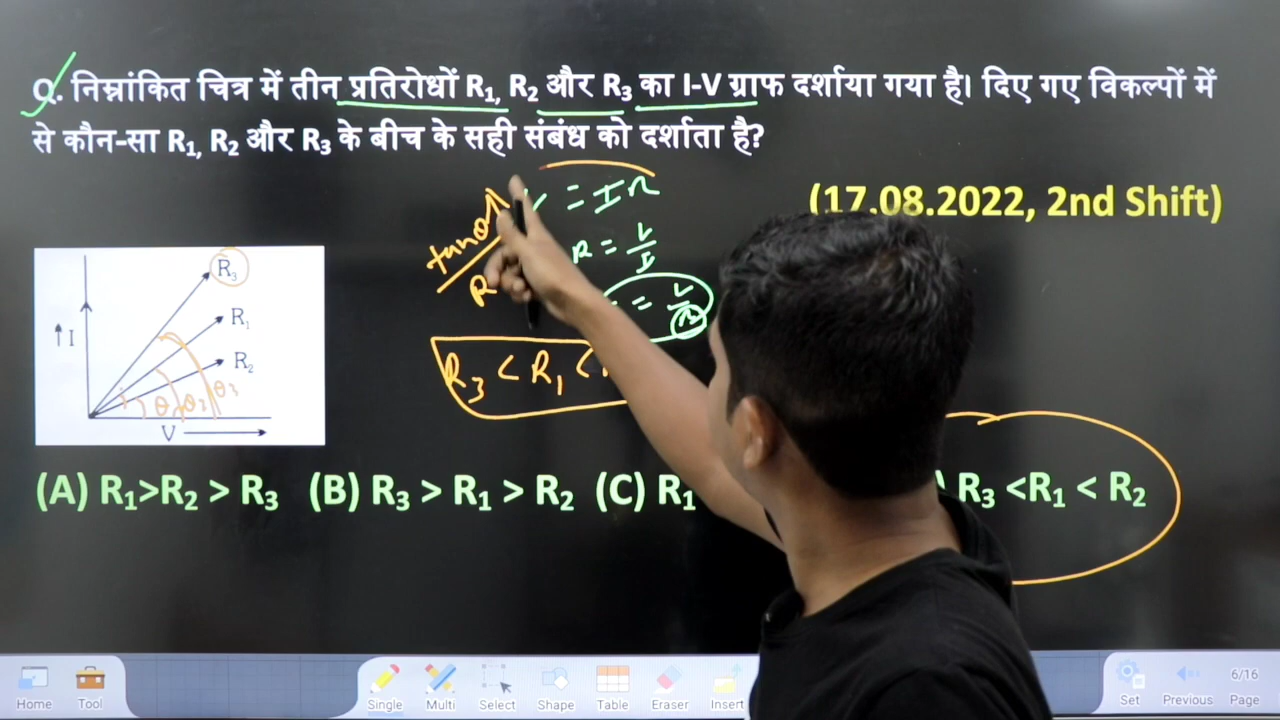 Q. निम्नांकित चित्र में तीन प्रतिरोधों R₁, R₂ और R₃ का I-V ग्राफ दर्शाया गया है। दिए गए विकल्पों में
से कौन-सा R₁, R₂ और R₃ के बीच के सही संबंध को दर्शाता है?
(17.08.2022, 2nd Shift)
= IR
tanθ↑
R
R = V/I
= V/R
R₃
R₁
R₂
↑I
θ θ₂ θ₃
V
R₃ < R₁ <
(A) R₁>R₂ > R₃ (B) R₃ > R₁ > R₂ (C) R₁ ) R₃ <R₁ < R₂
Home Tool Single Multi Select Shape Table Eraser Insert Set Previous 6/16 Page